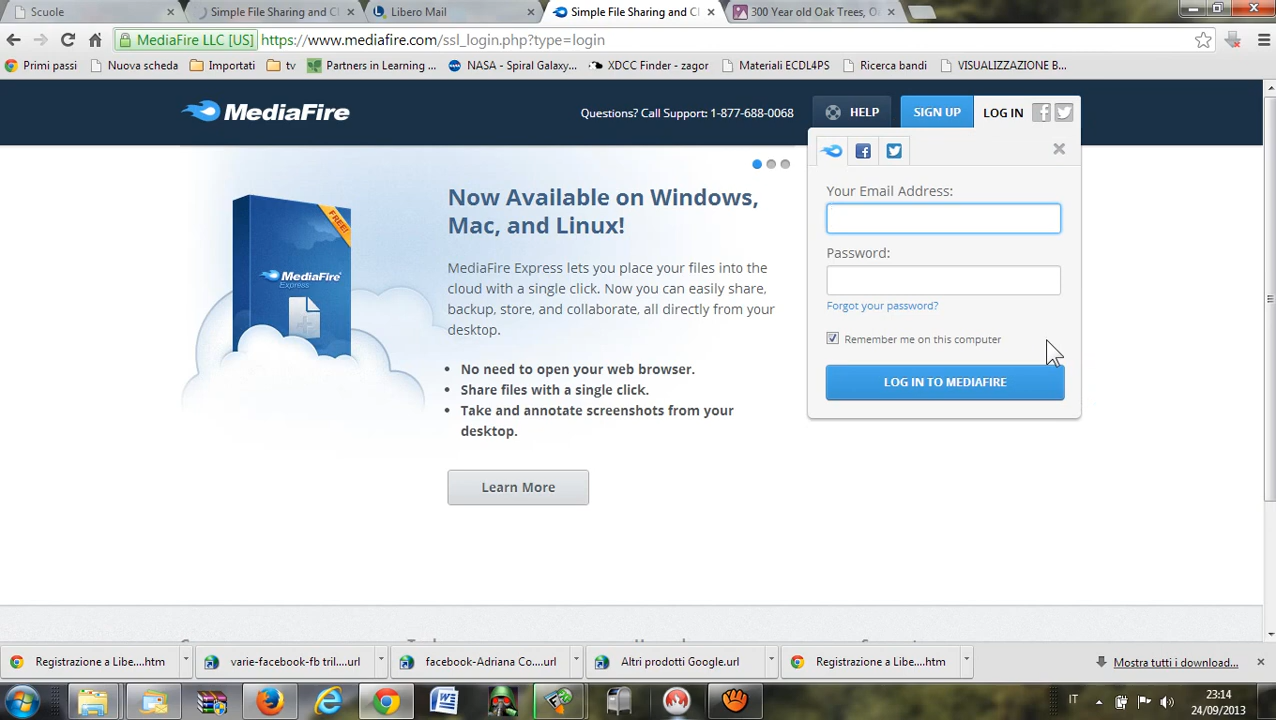 Scuole
Simple File Sharing and Cl
Libero Mail
Simple File Sharing and Cl
300 Year old Oak Trees, O
MediaFire LLC [US]
https://www.mediafire.com/ssl_login.php?type=login
Primi passi
Nuova scheda
Importati
tv
Partners in Learning ...
NASA - Spiral Galaxy...
XDCC Finder - zagor
Materiali ECDL4PS
Ricerca bandi
VISUALIZZAZIONE B...
MediaFire
Questions? Call Support: 1-877-688-0068
HELP
SIGN UP
LOG IN
Now Available on Windows,
Mac, and Linux!
MediaFire Express lets you place your files into the
cloud with a single click. Now you can easily share,
backup, store, and collaborate, all directly from your
desktop.
No need to open your web browser.
Share files with a single click.
Take and annotate screenshots from your
desktop.
Learn More
FREE!
MediaFire
Express
Your Email Address:
Password:
Forgot your password?
Remember me on this computer
LOG IN TO MEDIAFIRE
Registrazione a Libe....htm
varie-facebook-fb tril....url
facebook-Adriana Co....url
Altri prodotti Google.url
Registrazione a Libe....htm
Mostra tutti i download...
IT
23:14
24/09/2013